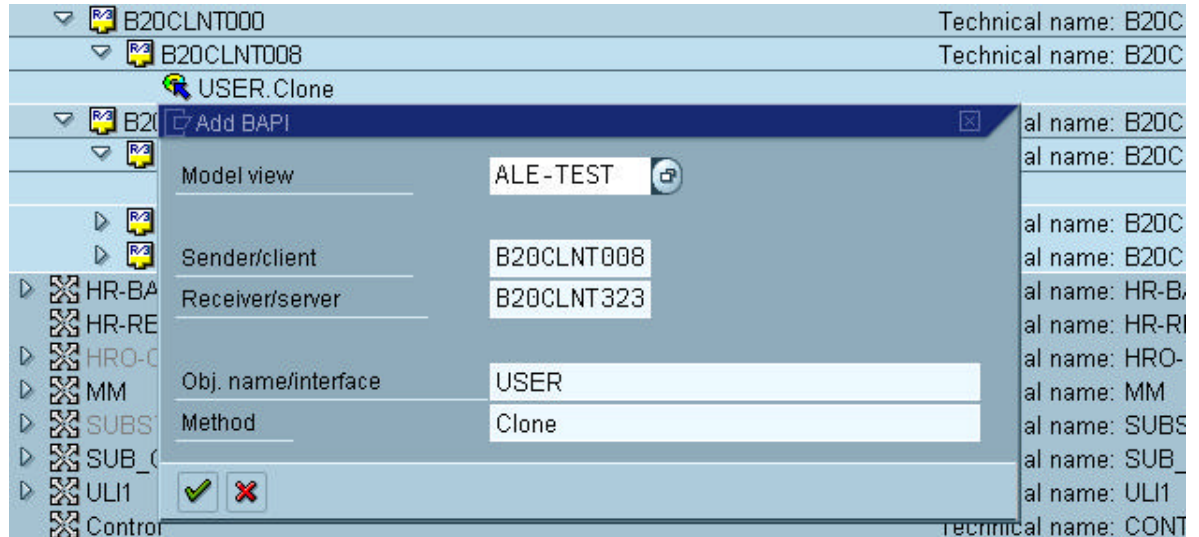 B20CLNT000 Technical name: B20C
B20CLNT008 Technical name: B20C
USER.Clone
B20 Add BAPI al name: B20C
al name: B20C
Model view ALE-TEST
al name: B20C
Sender/client B20CLNT008 al name: B20C
HR-BA Receiver/server B20CLNT323 al name: HR-BA
HR-RE al name: HR-RE
HRO-C al name: HRO-
MM Obj. name/interface USER al name: MM
SUBST Method Clone al name: SUBS
SUB_ al name: SUB_
ULI1 al name: ULI1
Control Technical name: CONT